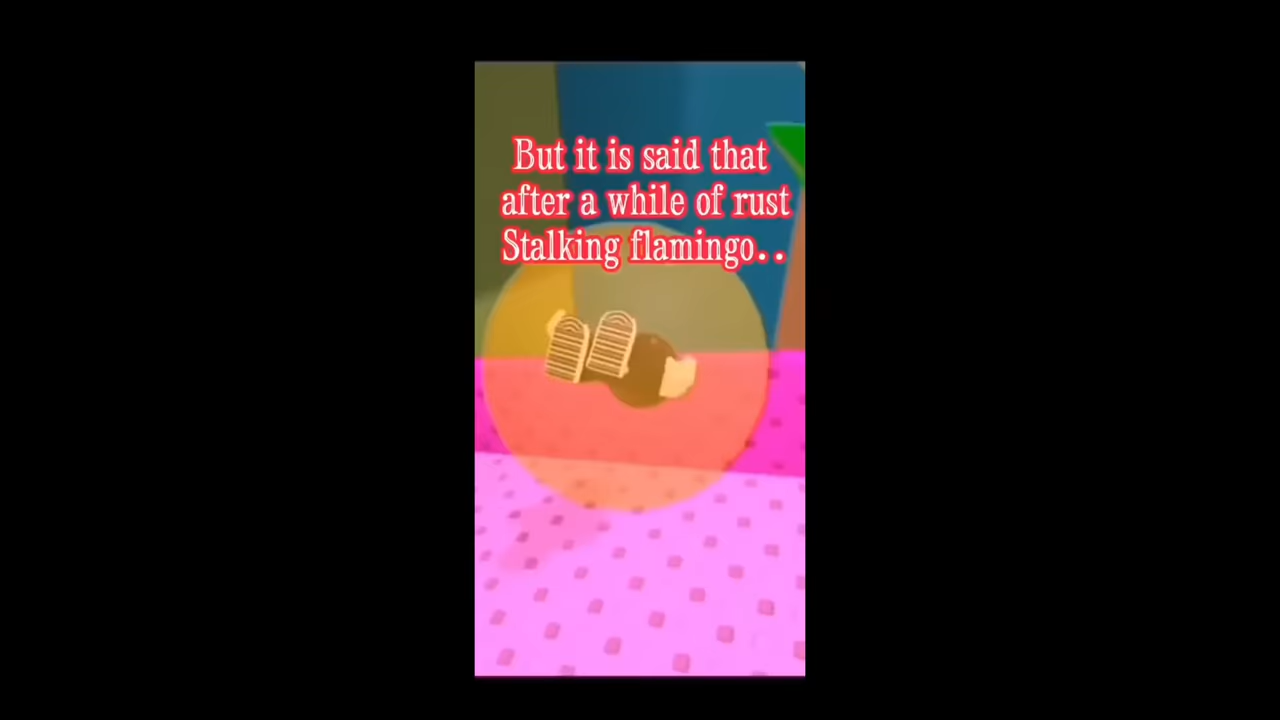 But it is said that
after a while of rust
Stalking flamingo..